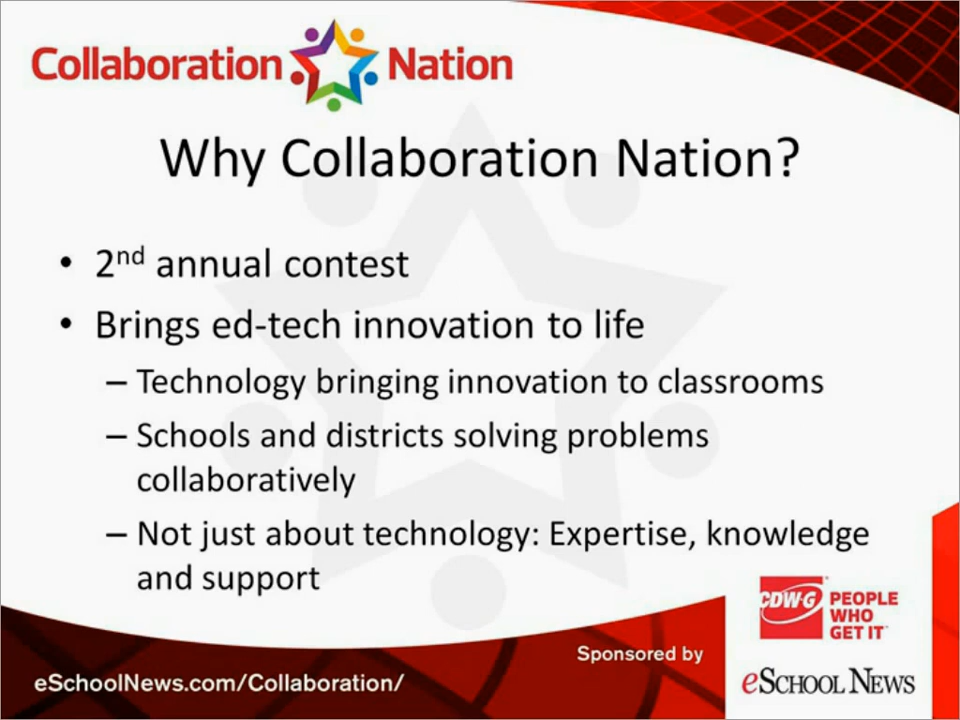 Collaboration Nation
Why Collaboration Nation?
• 2nd annual contest
• Brings ed-tech innovation to life
– Technology bringing innovation to classrooms
– Schools and districts solving problems
collaboratively
– Not just about technology: Expertise, knowledge
and support
CDW·G PEOPLE
WHO
GET IT™
Sponsored by
eSchoolNews.com/Collaboration/
eSCHOOL NEWS